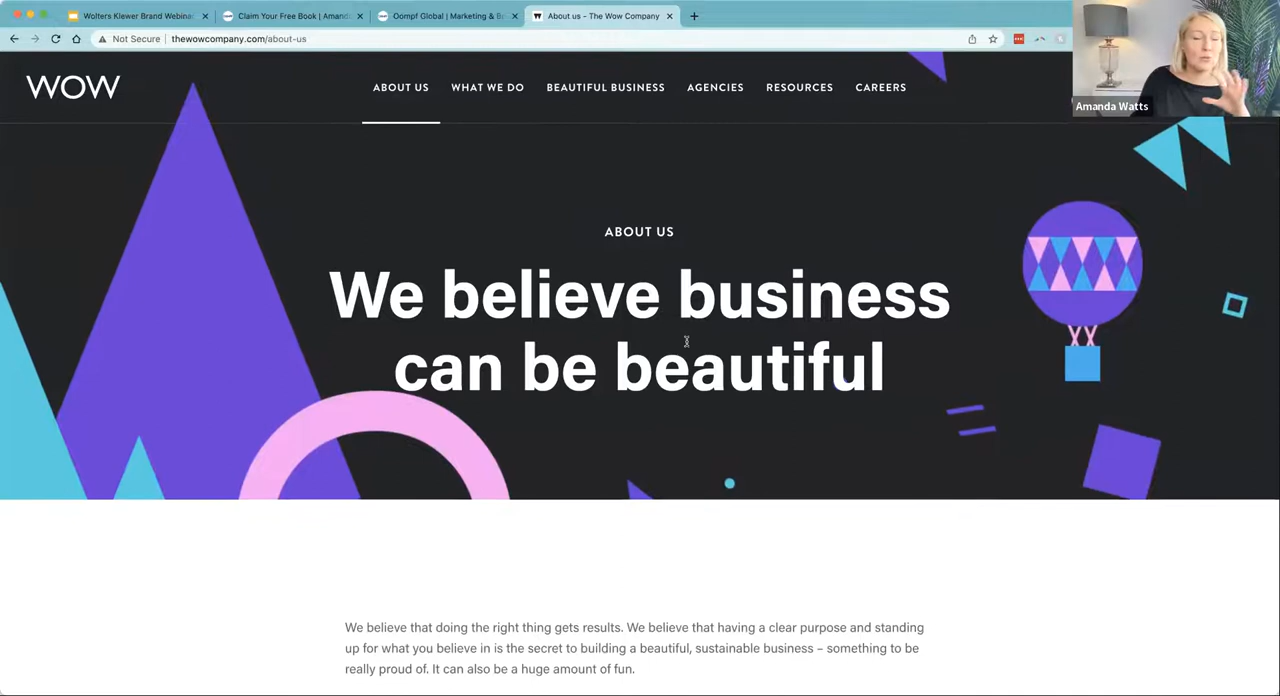 Wolters Klewer Brand Webina
Claim Your Free Book | Amand
Oompf Global | Marketing & B
About us - The Wow Company
Not Secure
thewowcompany.com/about-us
Amanda Watts
WOW
ABOUT US
WHAT WE DO
BEAUTIFUL BUSINESS
AGENCIES
RESOURCES
CAREERS
ABOUT US
We believe business
can be beautiful
We believe that doing the right thing gets results. We believe that having a clear purpose and standing
up for what you believe in is the secret to building a beautiful, sustainable business – something to be
really proud of. It can also be a huge amount of fun.